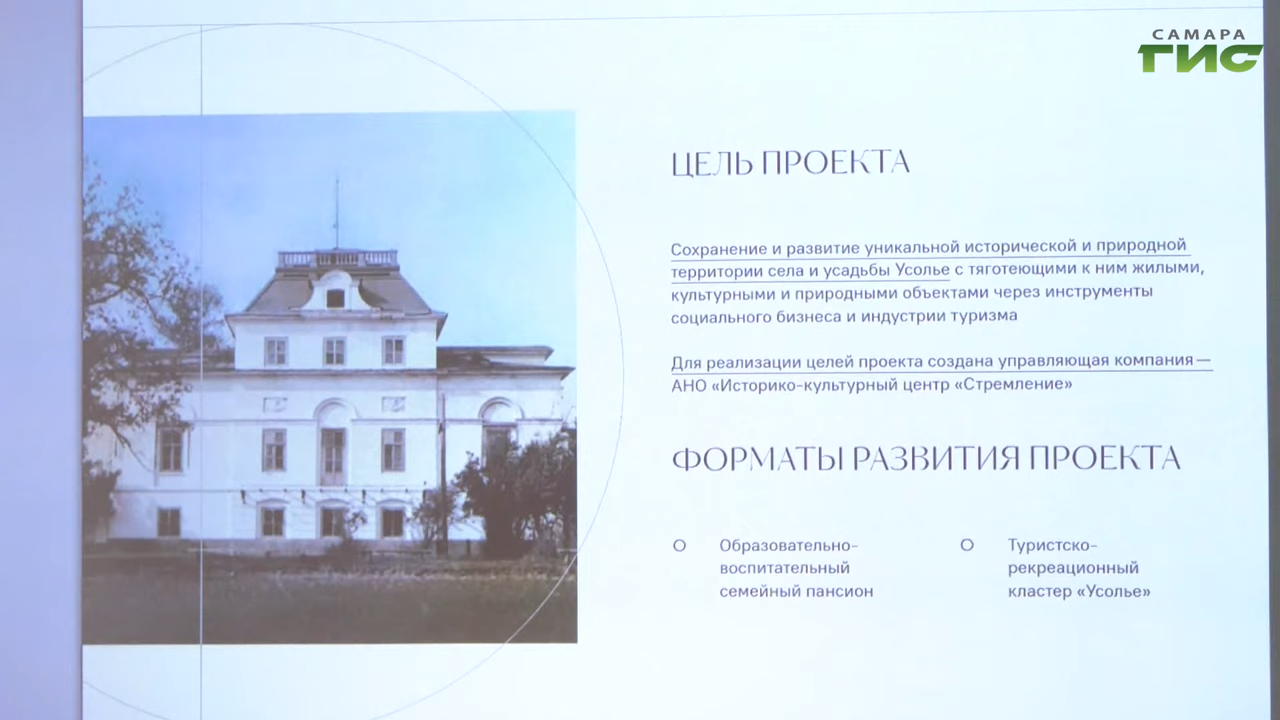 САМАРА
ГИС
ЦЕЛЬ ПРОЕКТА
Сохранение и развитие уникальной исторической и природной
территории села и усадьбы Усолье с тяготеющими к ним жилыми,
культурными и природными объектами через инструменты
социального бизнеса и индустрии туризма
Для реализации целей проекта создана управляющая компания —
АНО «Историко-культурный центр «Стремление»
ФОРМАТЫ РАЗВИТИЯ ПРОЕКТА
Образовательно-
воспитательный
семейный пансион
Туристско-
рекреационный
кластер «Усолье»